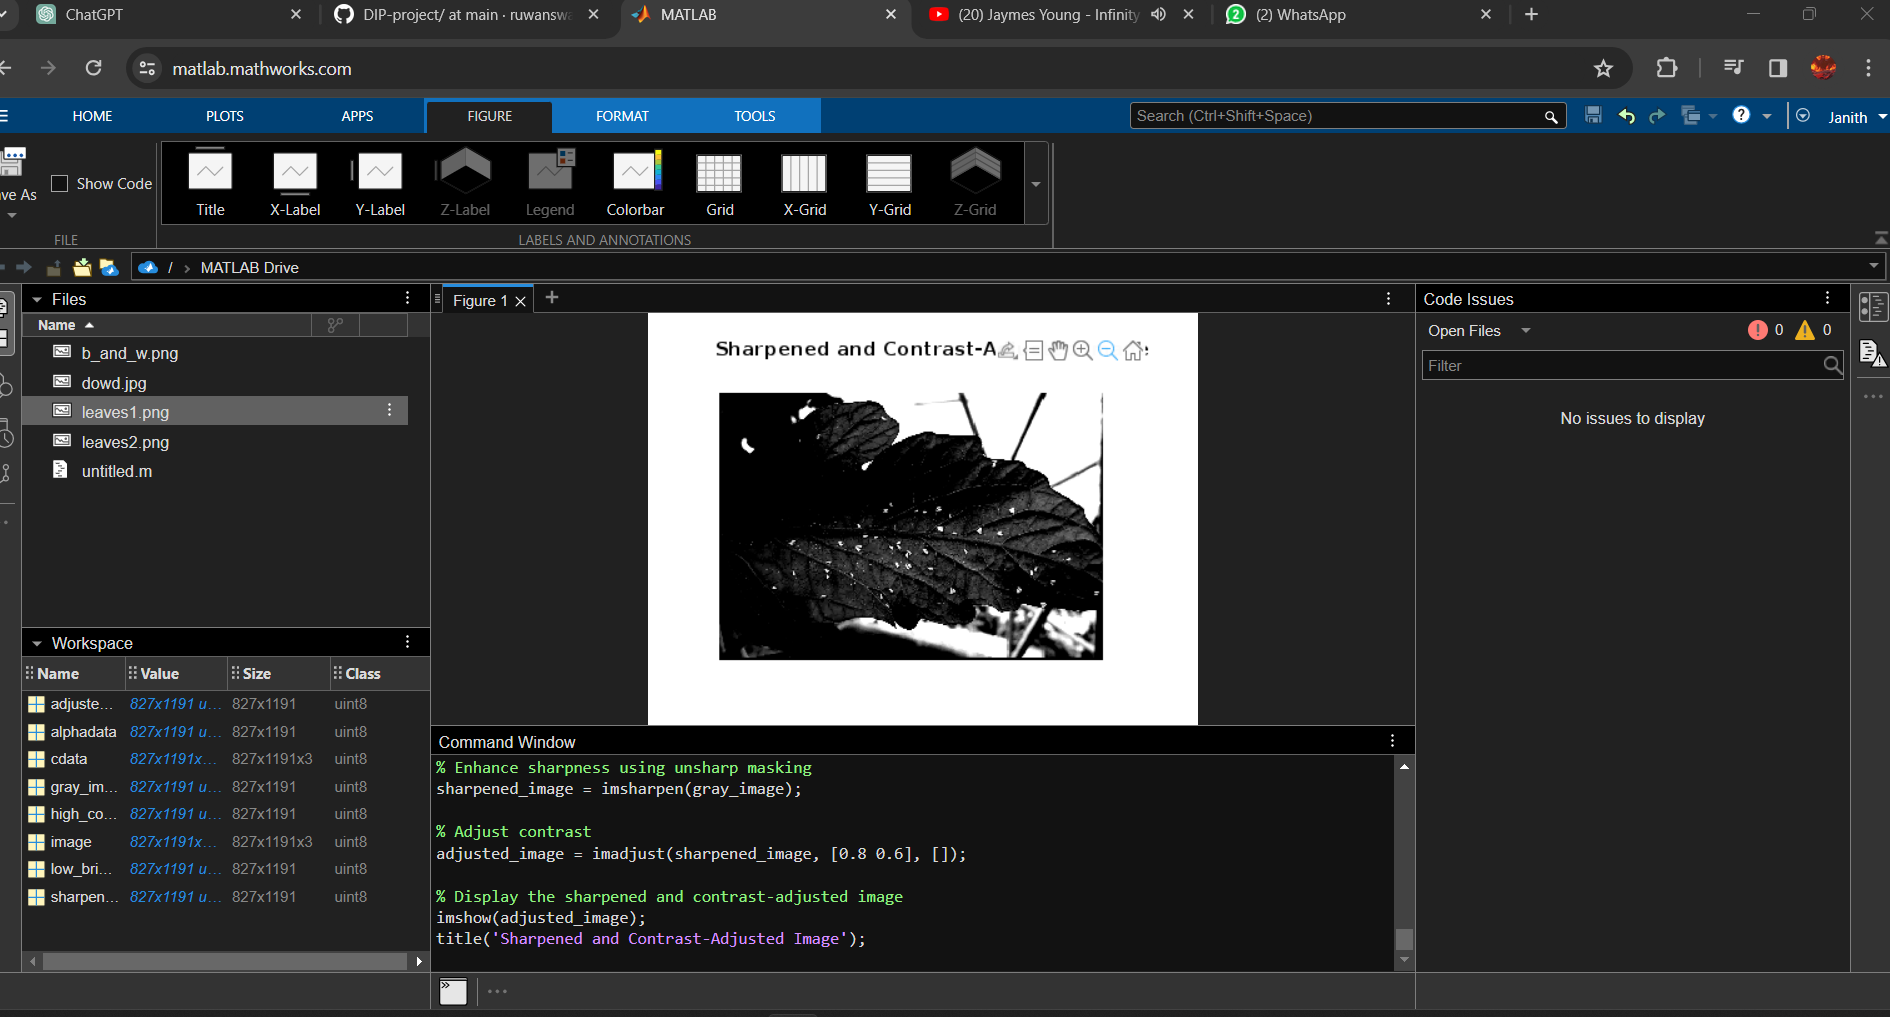 ChatGPT
DIP-project/ at main · ruwansw
MATLAB
(20) Jaymes Young - Infinity
2
(2) WhatsApp
matlab.mathworks.com
HOME
PLOTS
APPS
FIGURE
FORMAT
TOOLS
Search (Ctrl+Shift+Space)
?
Janith
ve As
Show Code
Title
X-Label
Y-Label
Z-Label
Legend
Colorbar
Grid
X-Grid
Y-Grid
Z-Grid
FILE
LABELS AND ANNOTATIONS
/ › MATLAB Drive
Files
Name
b_and_w.png
dowd.jpg
leaves1.png
leaves2.png
untitled.m
Workspace
Name Value Size Class
adjuste... 827x1191 u... 827x1191 uint8
alphadata 827x1191 u... 827x1191 uint8
cdata 827x1191x... 827x1191x3 uint8
gray_im... 827x1191 u... 827x1191 uint8
high_co... 827x1191 u... 827x1191 uint8
image 827x1191x... 827x1191x3 uint8
low_bri... 827x1191 u... 827x1191 uint8
sharpen... 827x1191 u... 827x1191 uint8
Figure 1
Sharpened and Contrast-A
Command Window
% Enhance sharpness using unsharp masking
sharpened_image = imsharpen(gray_image);
% Adjust contrast
adjusted_image = imadjust(sharpened_image, [0.8 0.6], []);
% Display the sharpened and contrast-adjusted image
imshow(adjusted_image);
title('Sharpened and Contrast-Adjusted Image');
Code Issues
Open Files
0
0
Filter
No issues to display